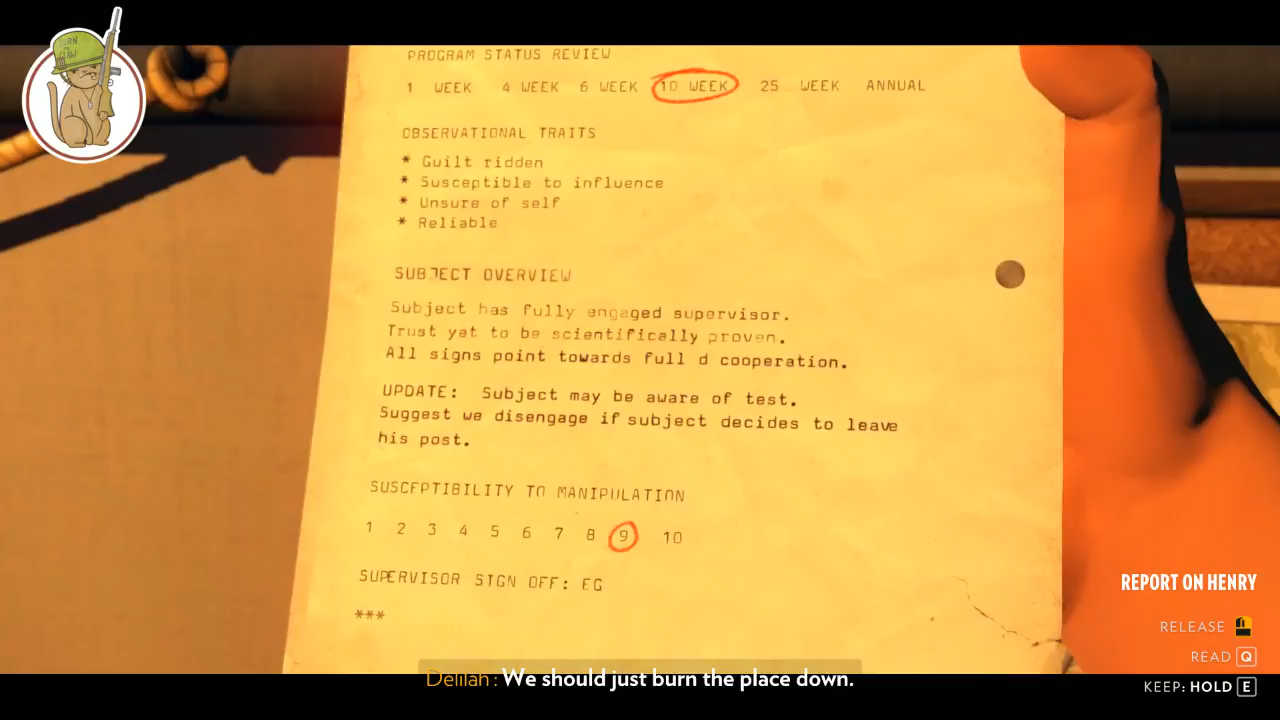 BORN
TO
CLAW
PROGRAM STATUS REVIEW
1 WEEK 4 WEEK 6 WEEK 10 WEEK 25 WEEK ANNUAL
OBSERVATIONAL TRAITS
* Guilt ridden
* Susceptible to influence
* Unsure of self
* Reliable
SUBJECT OVERVIEW
Subject has fully engaged supervisor.
Trust yet to be scientifically proven.
All signs point towards full d cooperation.
UPDATE: Subject may be aware of test.
Suggest we disengage if subject decides to leave
his post.
SUSCEPTIBILITY TO MANIPULATION
1 2 3 4 5 6 7 8 9 10
SUPERVISOR SIGN OFF: EG
***
REPORT ON HENRY
RELEASE
READ Q
KEEP: HOLD E
Delilah : We should just burn the place down.